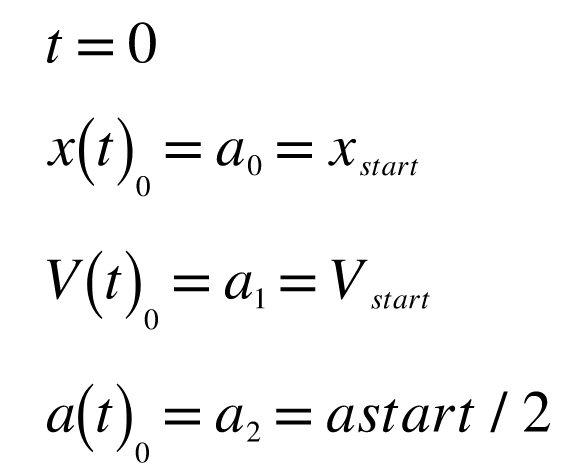 t = 0
x(t)₀ = a₀ = x_start
V(t)₀ = a₁ = V_start
a(t)₀ = a₂ = astart / 2